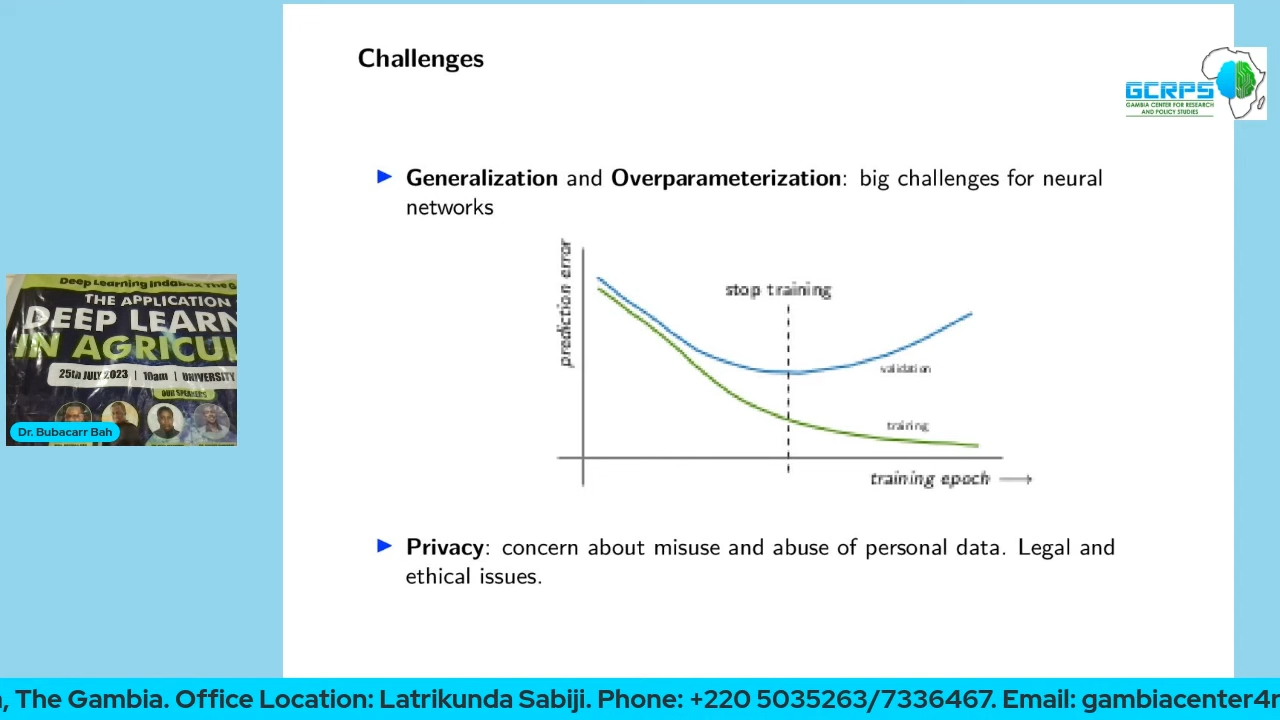 Challenges
GCRPS
GAMBIA CENTER FOR RESEARCH
AND POLICY STUDIES
▶ Generalization and Overparameterization: big challenges for neural
networks
prediction error
stop training
validation
training
training epoch →
▶ Privacy: concern about misuse and abuse of personal data. Legal and
ethical issues.
Deep Learning Indabax The G
THE APPLICATION
DEEP LEARN
IN AGRICUL
25th JULY 2023 | 10am | UNIVERSITY
OUR SPEAKERS
Dr. Bubacarr Bah
, The Gambia. Office Location: Latrikunda Sabiji. Phone: +220 5035263/7336467. Email: gambiacenter4r